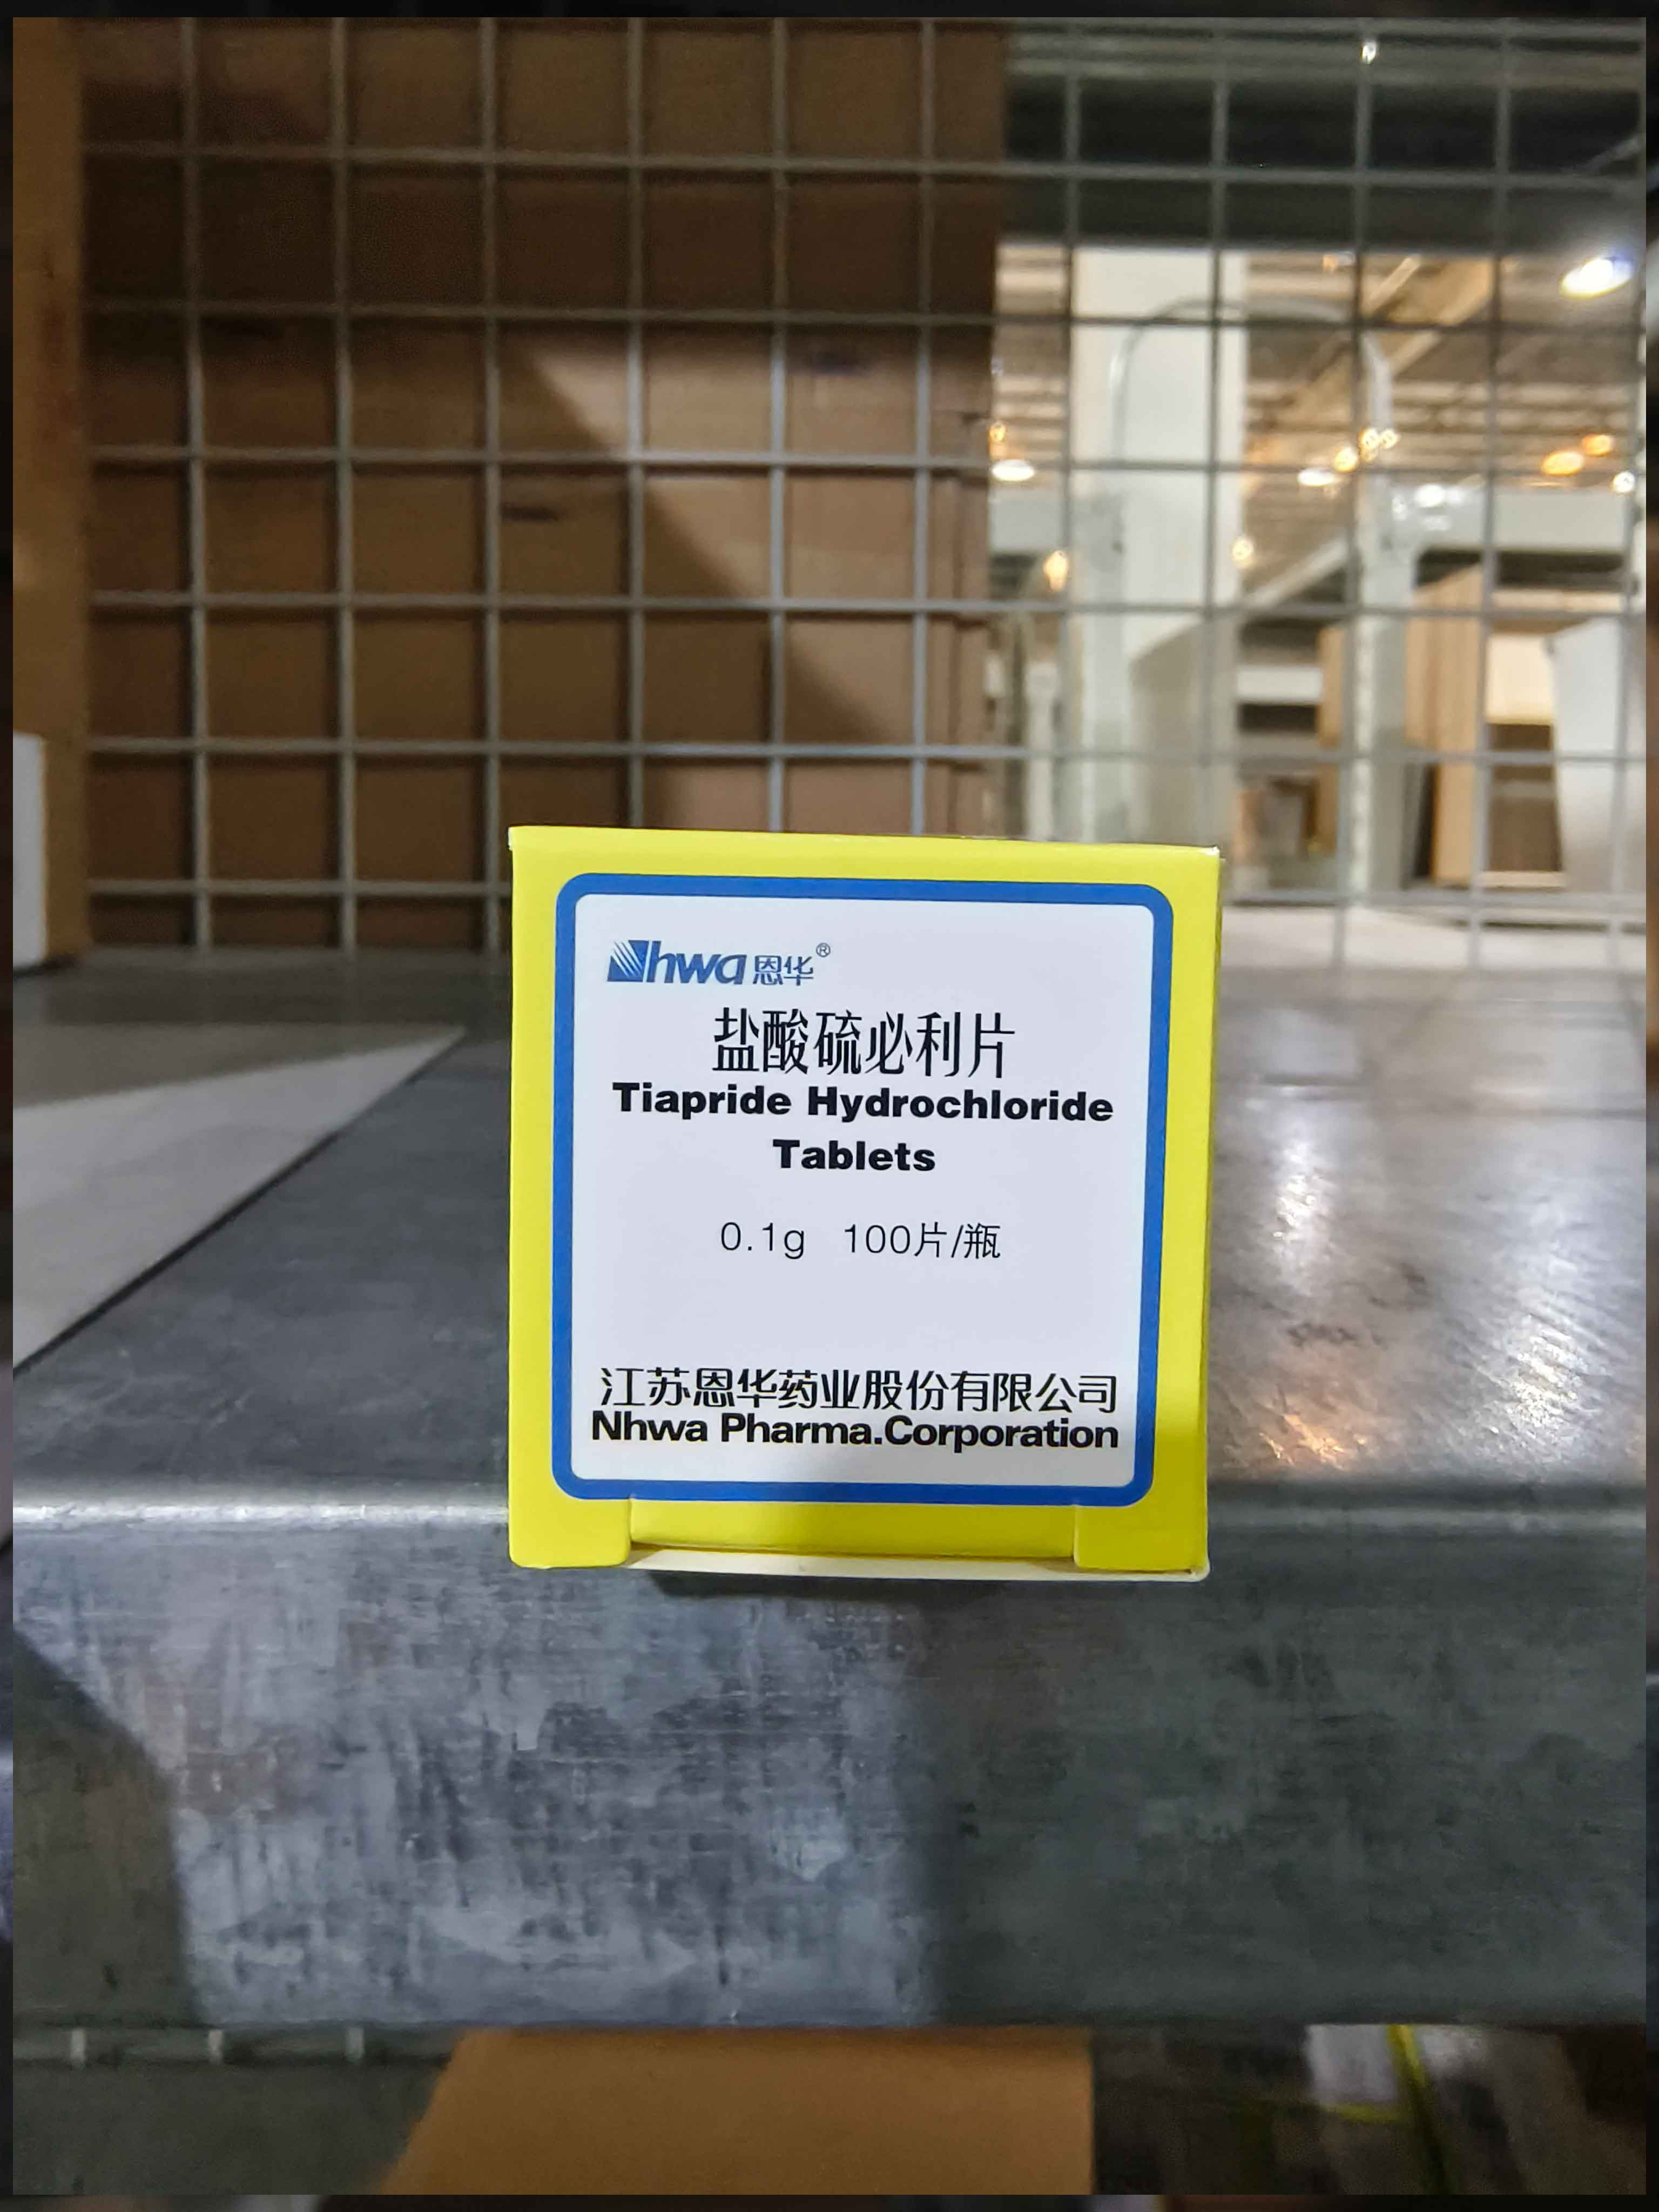 Nhwa恩华®
盐酸硫必利片
Tiapride Hydrochloride
Tablets
0.1g 100片/瓶
江苏恩华药业股份有限公司
Nhwa Pharma.Corporation